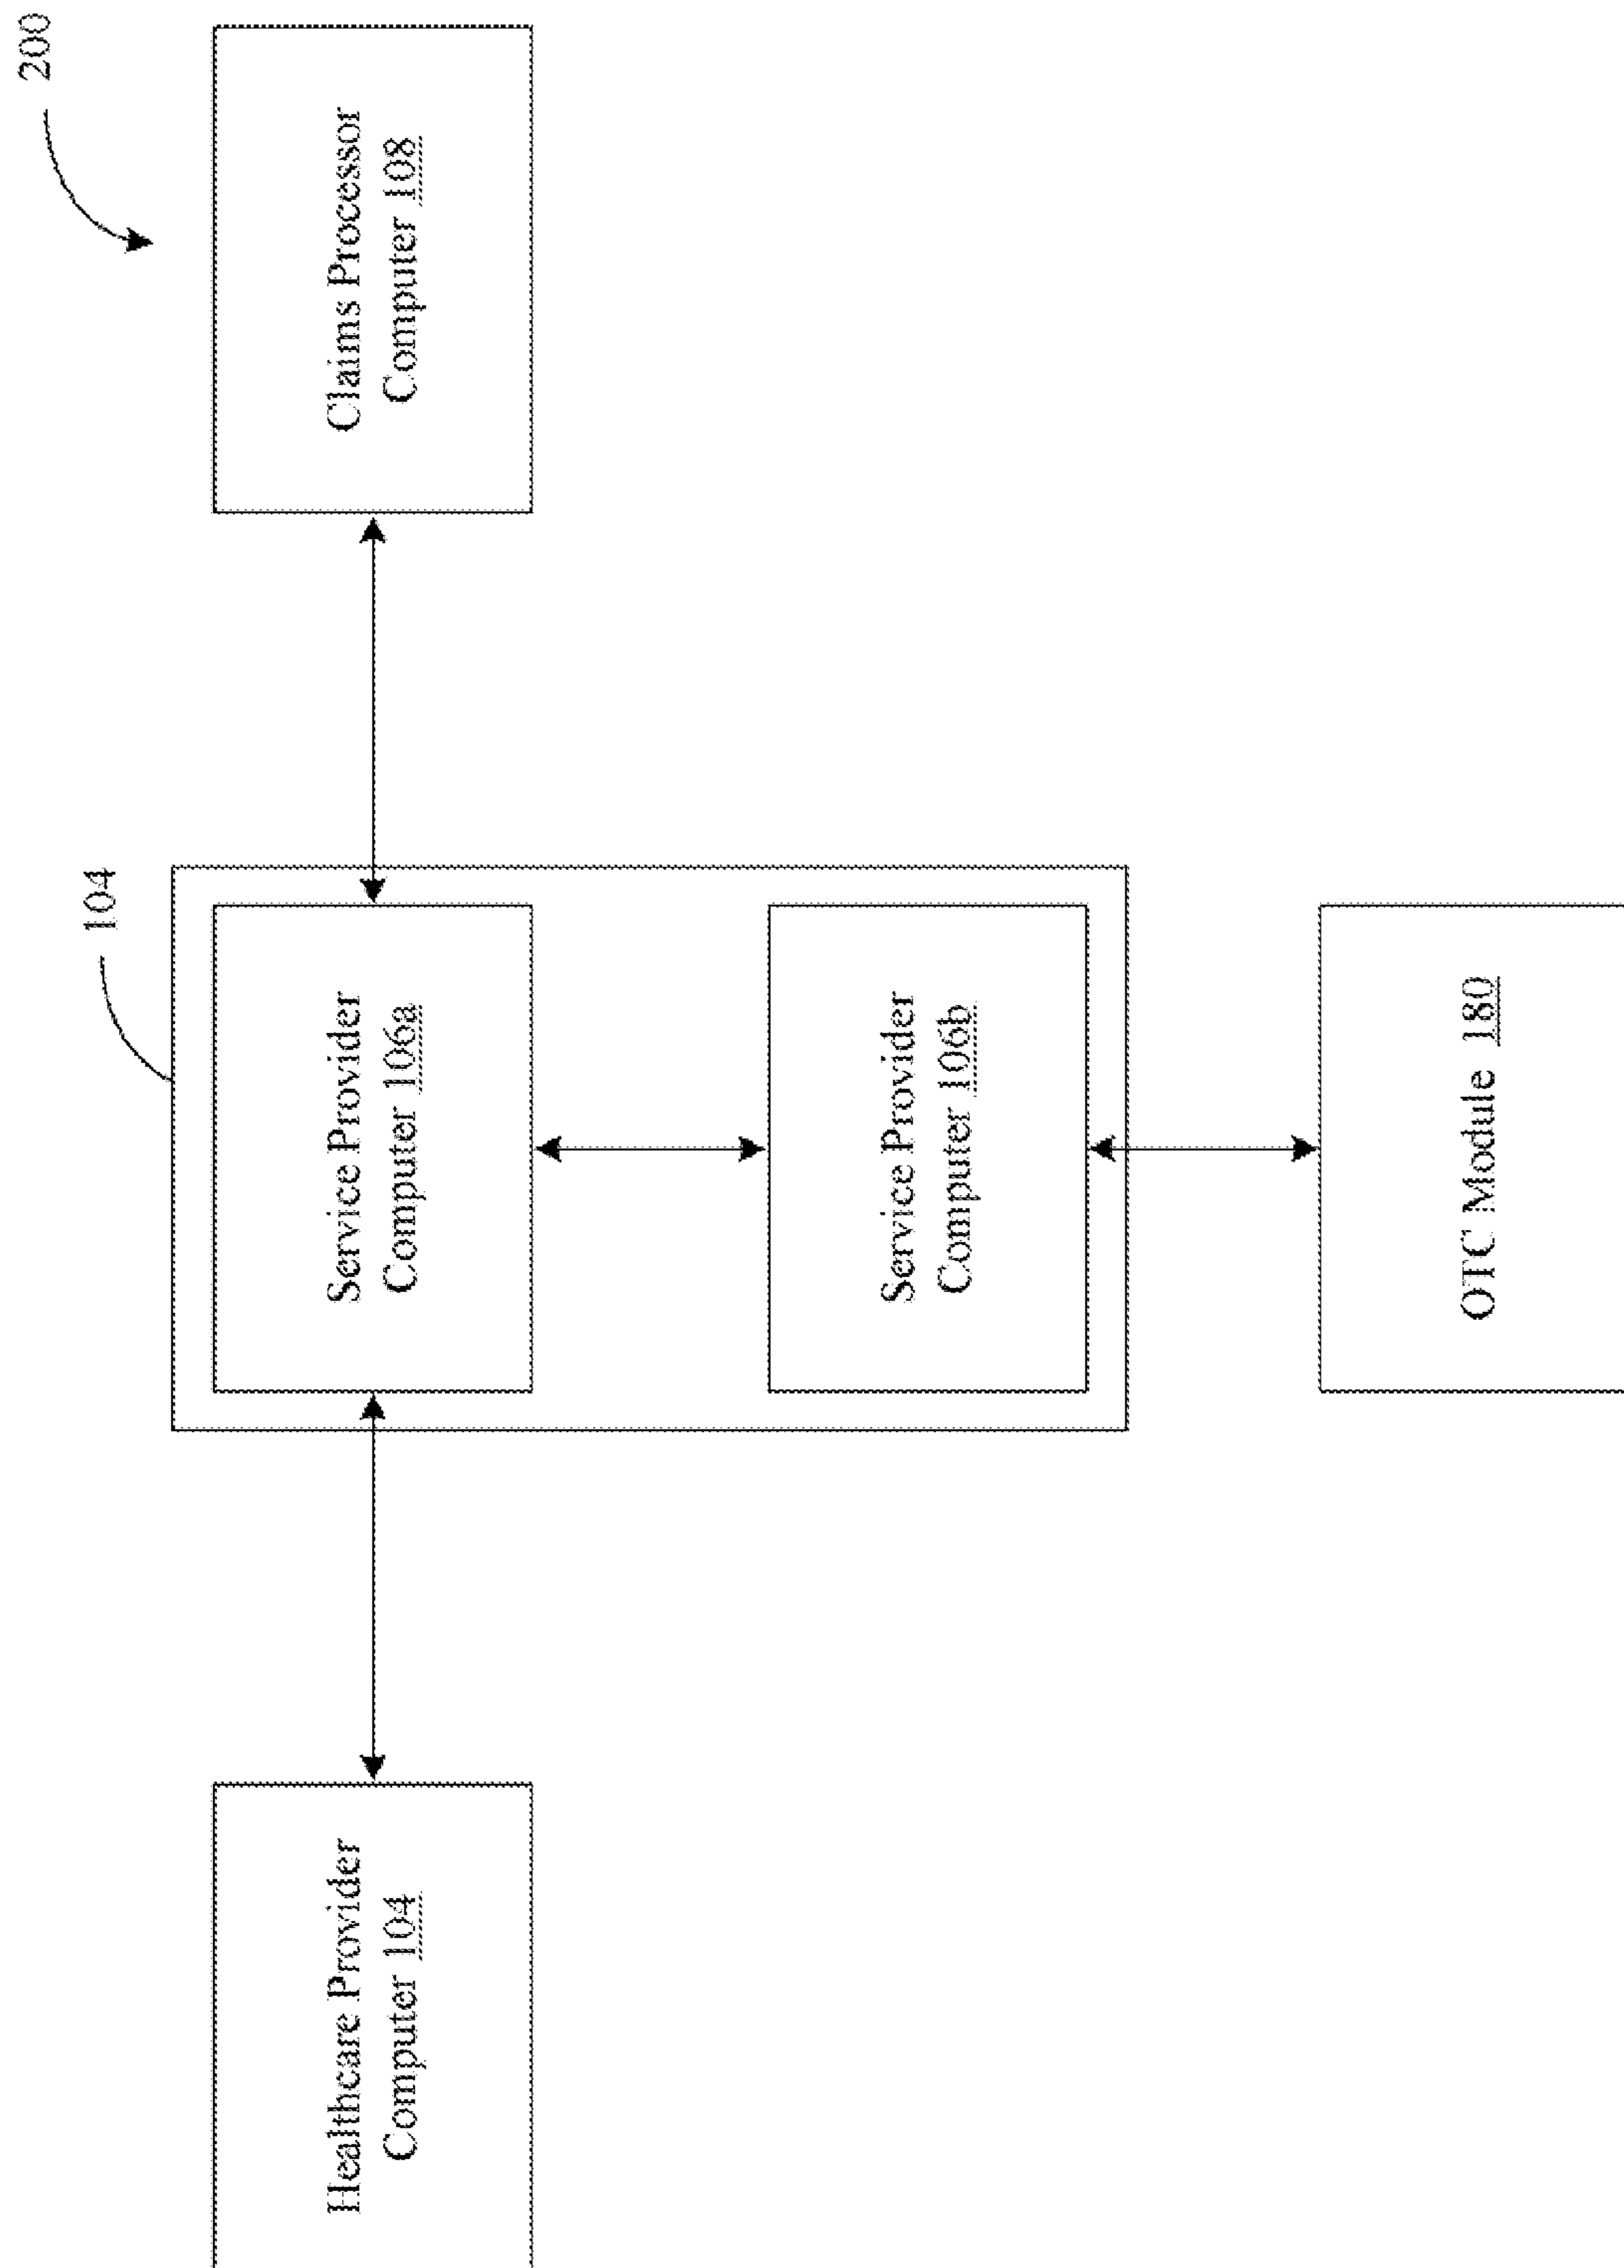 200
104
Healthcare Provider
Computer 104
Service Provider
Computer 106a
Claims Processor
Computer 108
Service Provider
Computer 106b
OTC Module 180